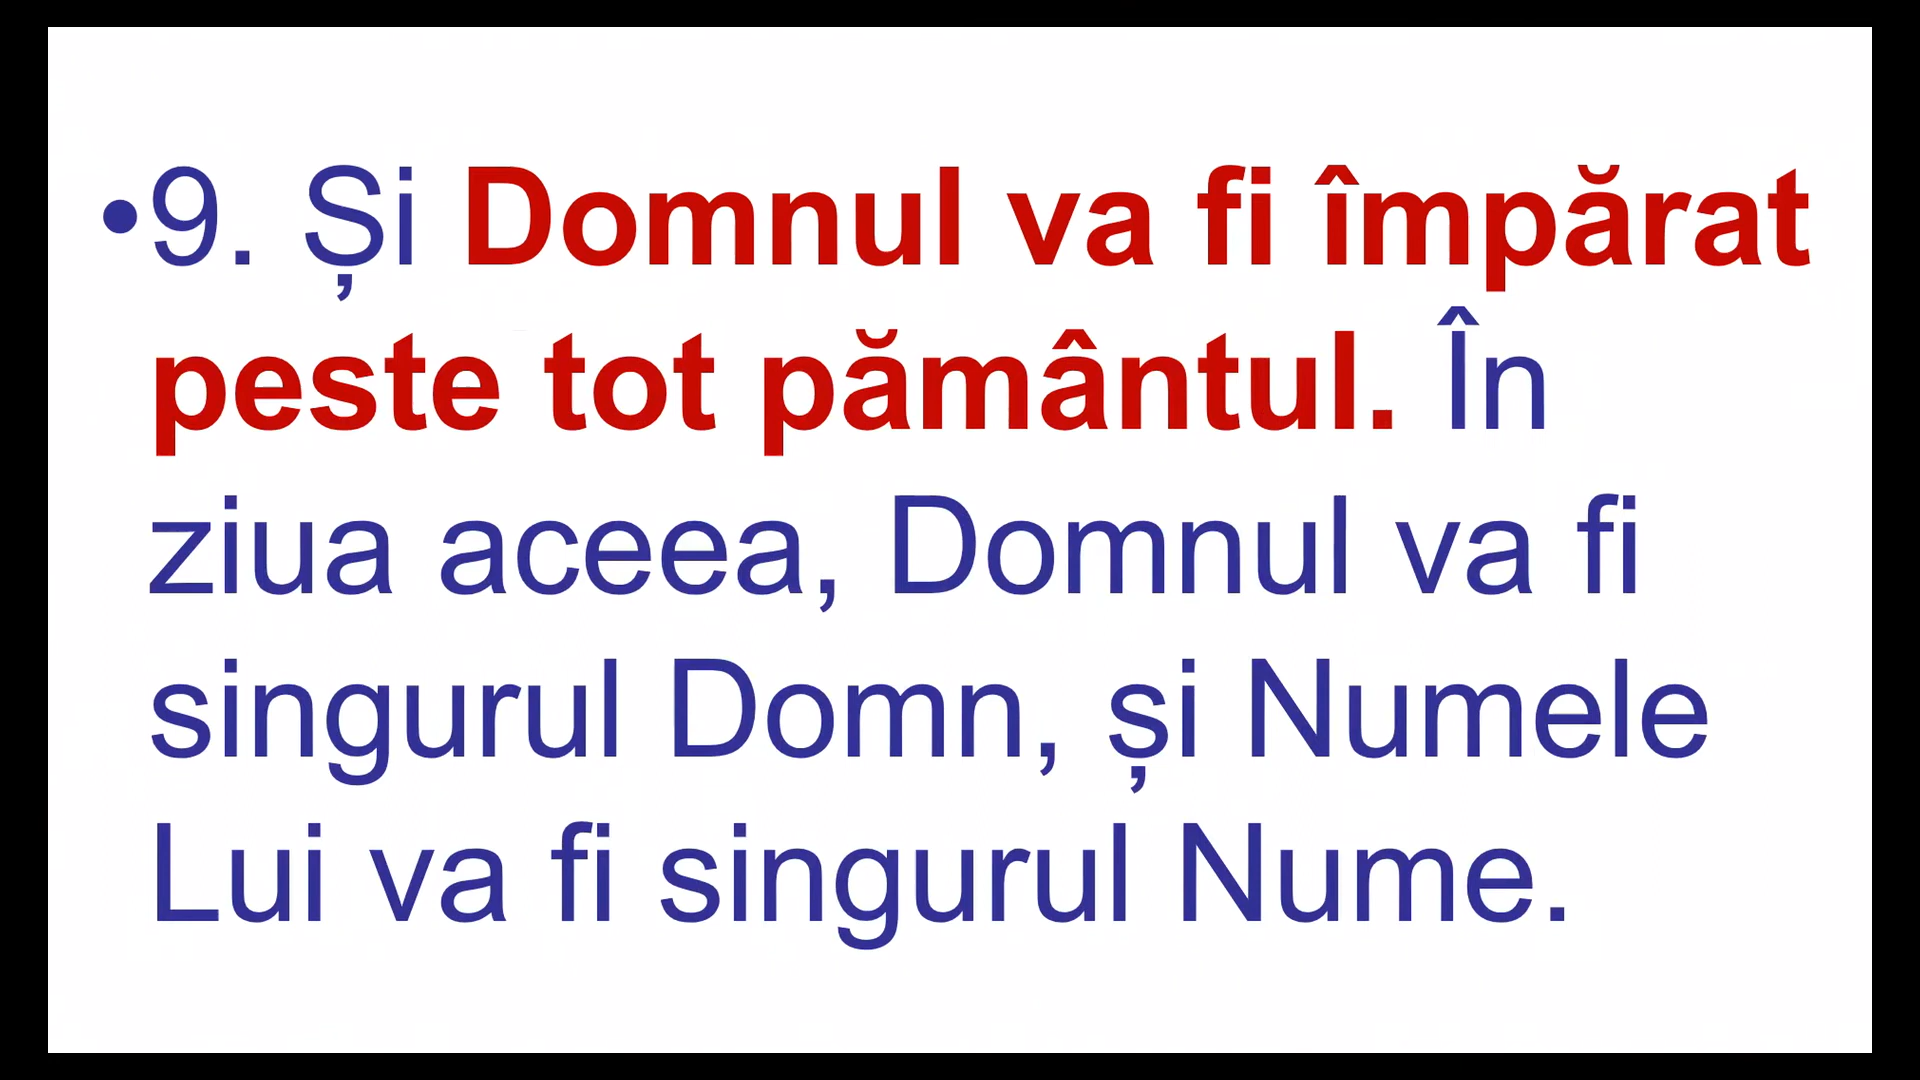 •9. Și Domnul va fi împărat
peste tot pământul. În
ziua aceea, Domnul va fi
singurul Domn, și Numele
Lui va fi singurul Nume.